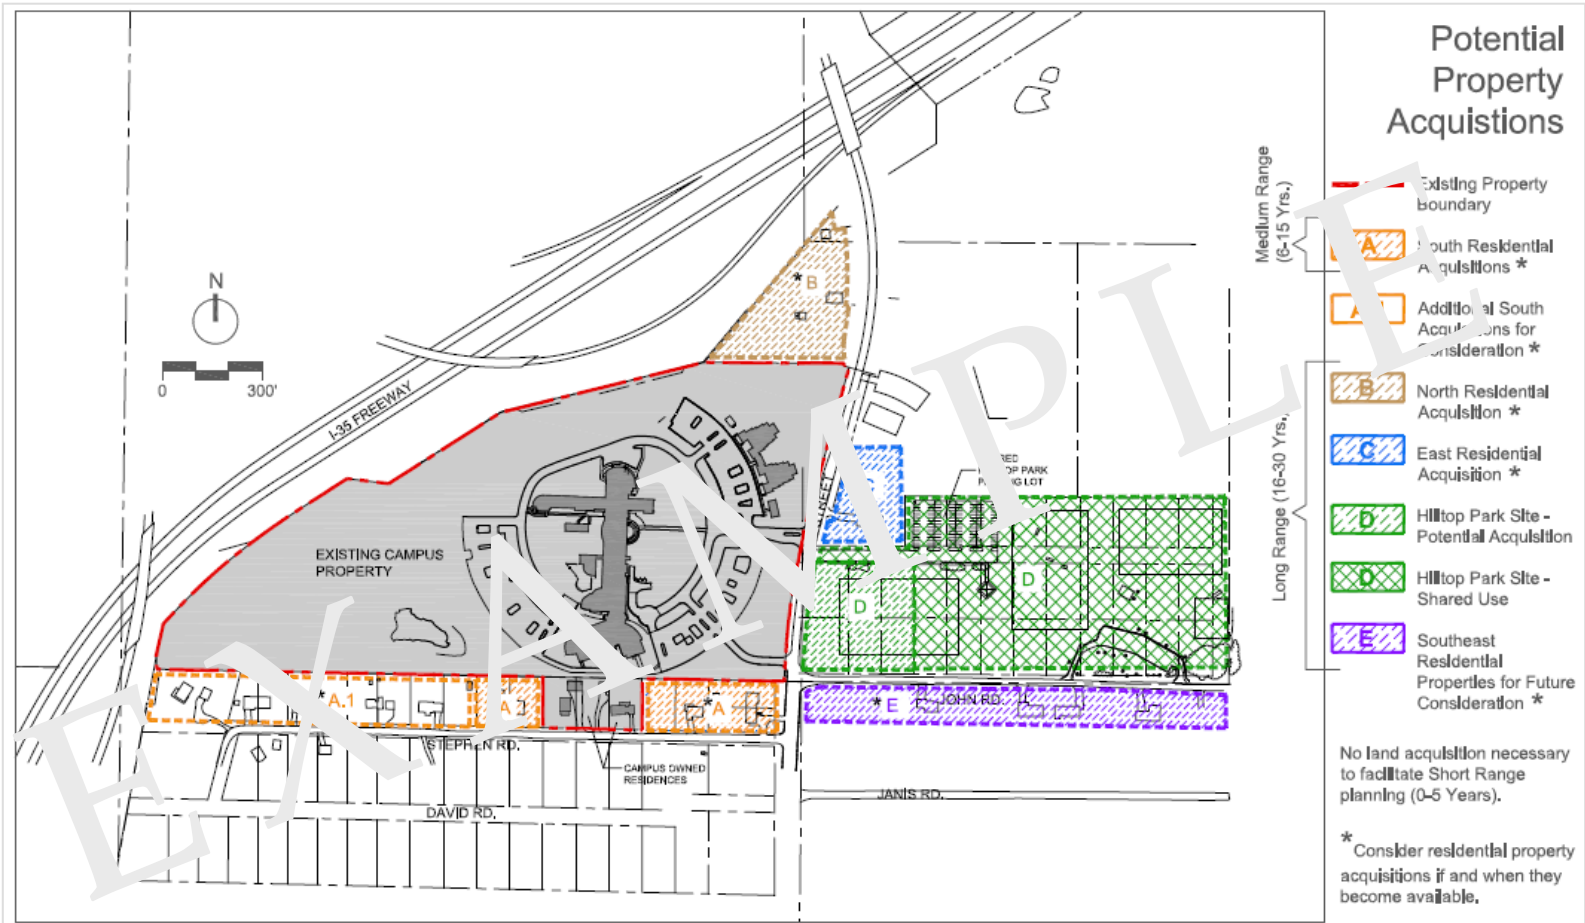 Potential
Property
Acquistions
Medium Range
(6-15 Yrs.)
Existing Property
Boundary
A
South Residential
Acquisitions *
Additional South
Acquisitions for
Consideration *
Long Range (16-30 Yrs.)
B
North Residential
Acquisition *
C
East Residential
Acquisition *
D
Hilltop Park Site -
Potential Acquisition
D
Hilltop Park Site -
Shared Use
E
Southeast
Residential
Properties for Future
Consideration *
No land acquisition necessary
to facilitate Short Range
planning (0-5 Years).
* Consider residential property
acquisitions if and when they
become available.
N
0 300'
I-35 FREEWAY
* B
EXISTING CAMPUS
PROPERTY
PARK
LOT
D
D
* A.1
A
* A
* E
JOHN RD.
STEPHEN RD.
CAMPUS OWNED
RESIDENCES
DAVID RD.
JANIS RD.
EXAMPLE